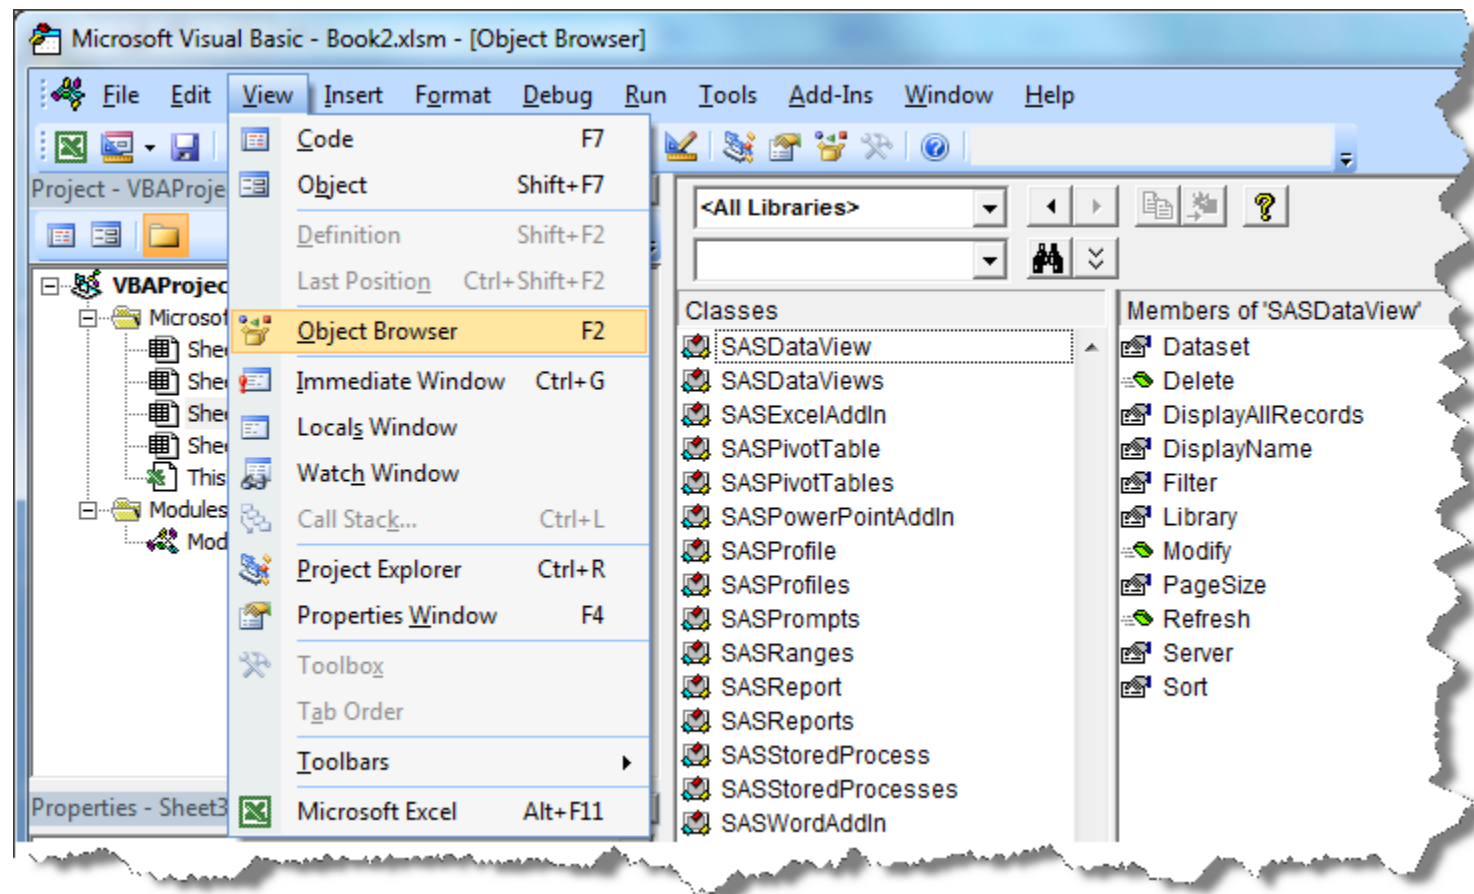 Microsoft Visual Basic - Book2.xlsm - [Object Browser]
File Edit View Insert Format Debug Run Tools Add-Ins Window Help
Project - VBAProje
VBAProjec
Microsof
Shee
Shee
Shee
Shee
This
Modules
Mod
Properties - Sheet3
Code F7
Object Shift+F7
Definition Shift+F2
Last Position Ctrl+Shift+F2
Object Browser F2
Immediate Window Ctrl+G
Locals Window
Watch Window
Call Stack... Ctrl+L
Project Explorer Ctrl+R
Properties Window F4
Toolbox
Tab Order
Toolbars
Microsoft Excel Alt+F11
<All Libraries>
Classes
SASDataView
SASDataViews
SASExcelAddIn
SASPivotTable
SASPivotTables
SASPowerPointAddIn
SASProfile
SASProfiles
SASPrompts
SASRanges
SASReport
SASReports
SASStoredProcess
SASStoredProcesses
SASWordAddIn
Members of 'SASDataView'
Dataset
Delete
DisplayAllRecords
DisplayName
Filter
Library
Modify
PageSize
Refresh
Server
Sort